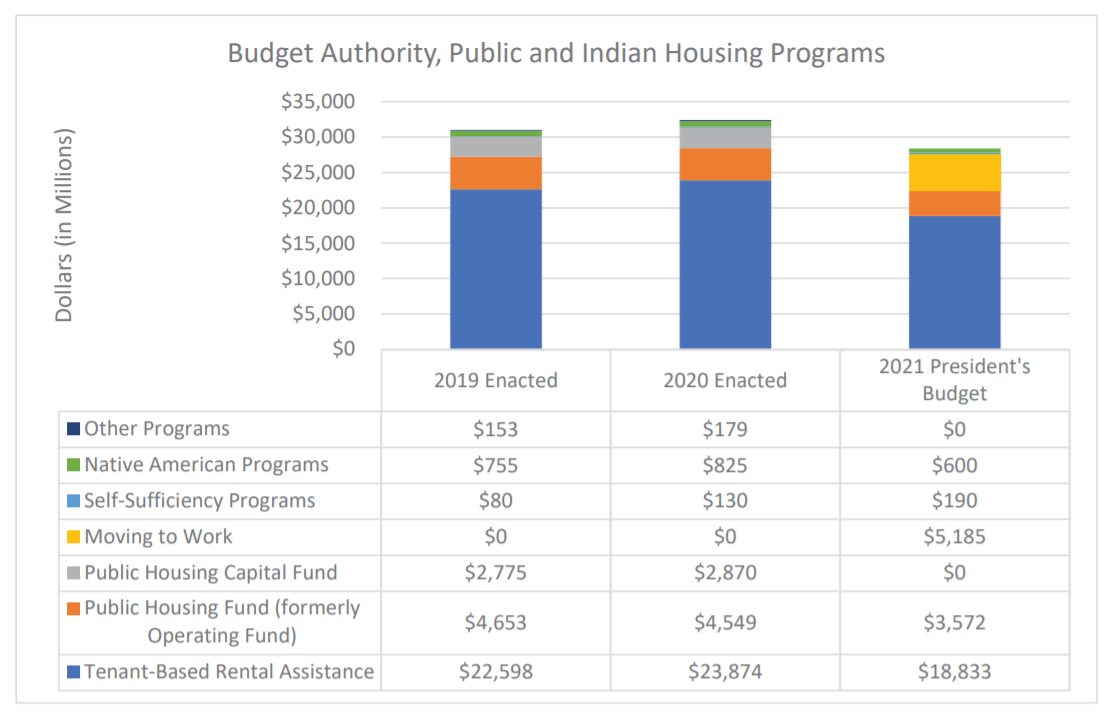 Budget Authority, Public and Indian Housing Programs
Dollars (in Millions)
$35,000
$30,000
$25,000
$20,000
$15,000
$10,000
$5,000
$0
2019 Enacted 2020 Enacted 2021 President's
Budget
Other Programs $153 $179 $0
Native American Programs $755 $825 $600
Self-Sufficiency Programs $80 $130 $190
Moving to Work $0 $0 $5,185
Public Housing Capital Fund $2,775 $2,870 $0
Public Housing Fund (formerly
Operating Fund) $4,653 $4,549 $3,572
Tenant-Based Rental Assistance $22,598 $23,874 $18,833